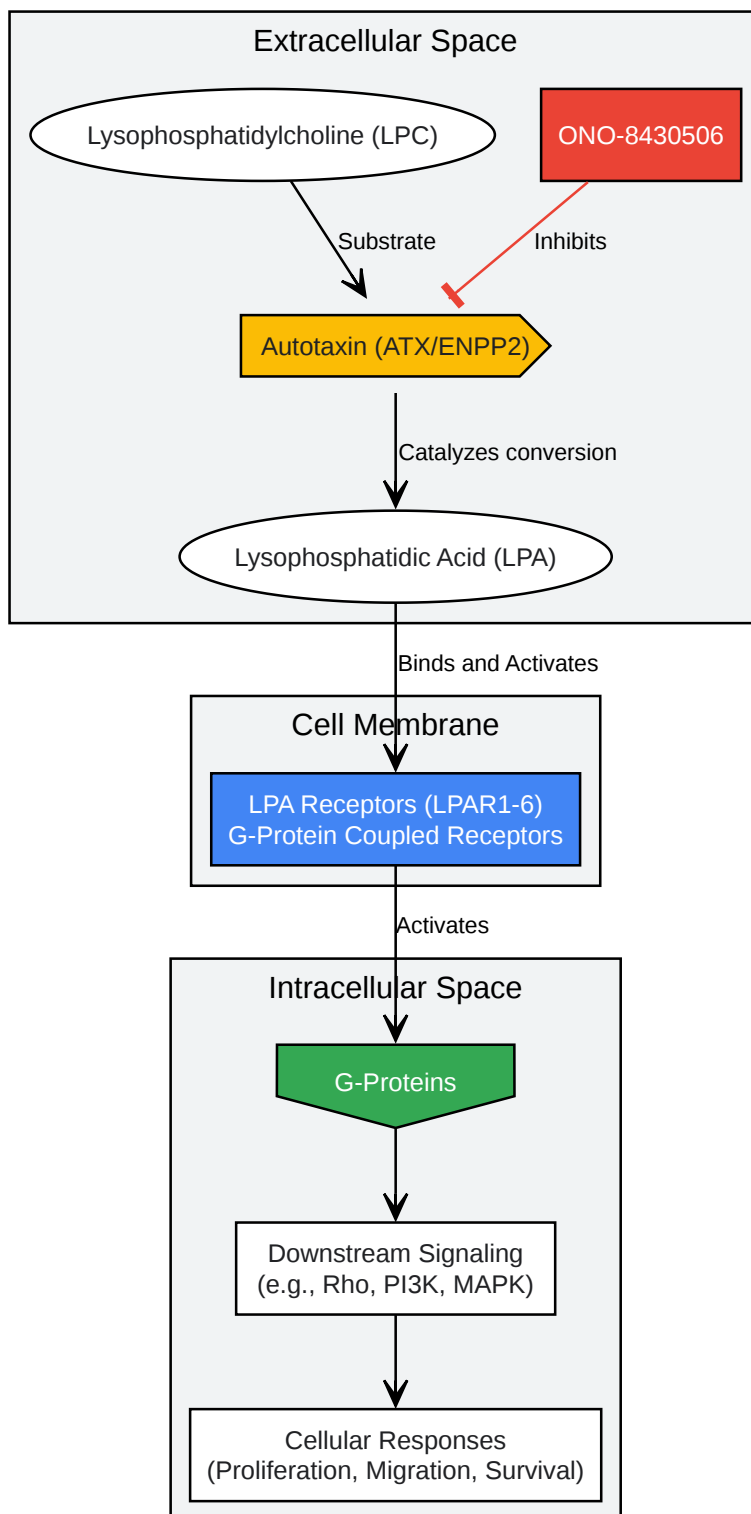 Extracellular Space
Lysophosphatidylcholine (LPC)
ONO-8430506
Substrate
Inhibits
Autotaxin (ATX/ENPP2)
Catalyzes conversion
Lysophosphatidic Acid (LPA)
Binds and Activates
Cell Membrane
LPA Receptors (LPAR1-6)
G-Protein Coupled Receptors
Activates
Intracellular Space
G-Proteins
Downstream Signaling
(e.g., Rho, PI3K, MAPK)
Cellular Responses
(Proliferation, Migration, Survival)